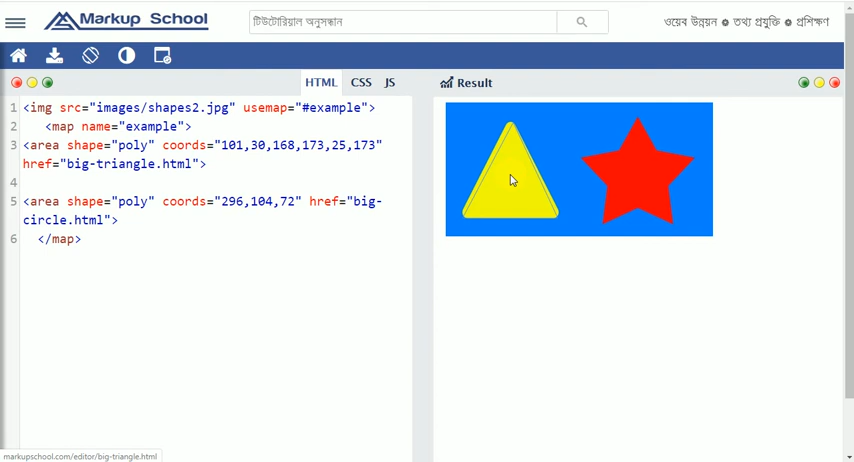 Markup School
টিউটোরিয়াল অনুসন্ধান
ওয়েব উন্নয়ন তথ্য প্রযুক্তি প্রশিক্ষণ
HTML CSS JS
Result
1 <img src="images/shapes2.jpg" usemap="#example">
2 <map name="example">
3 <area shape="poly" coords="101,30,168,173,25,173"
href="big-triangle.html">
4
5 <area shape="poly" coords="296,104,72" href="big-
circle.html">
6 </map>
markupschool.com/editor/big-triangle.html